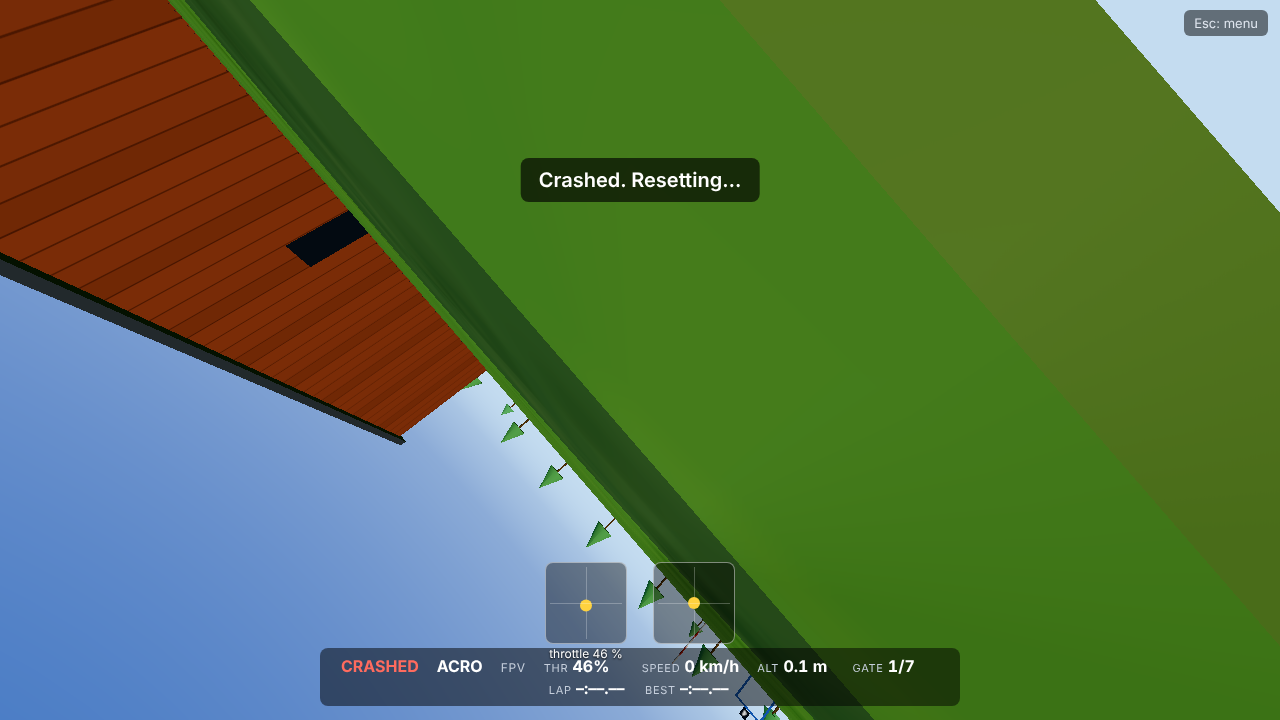 Esc: menu
Crashed. Resetting...
throttle 46 %
CRASHED ACRO FPV THR 46% SPEED 0 km/h ALT 0.1 m GATE 1/7
LAP –:––.–– BEST –:––.––